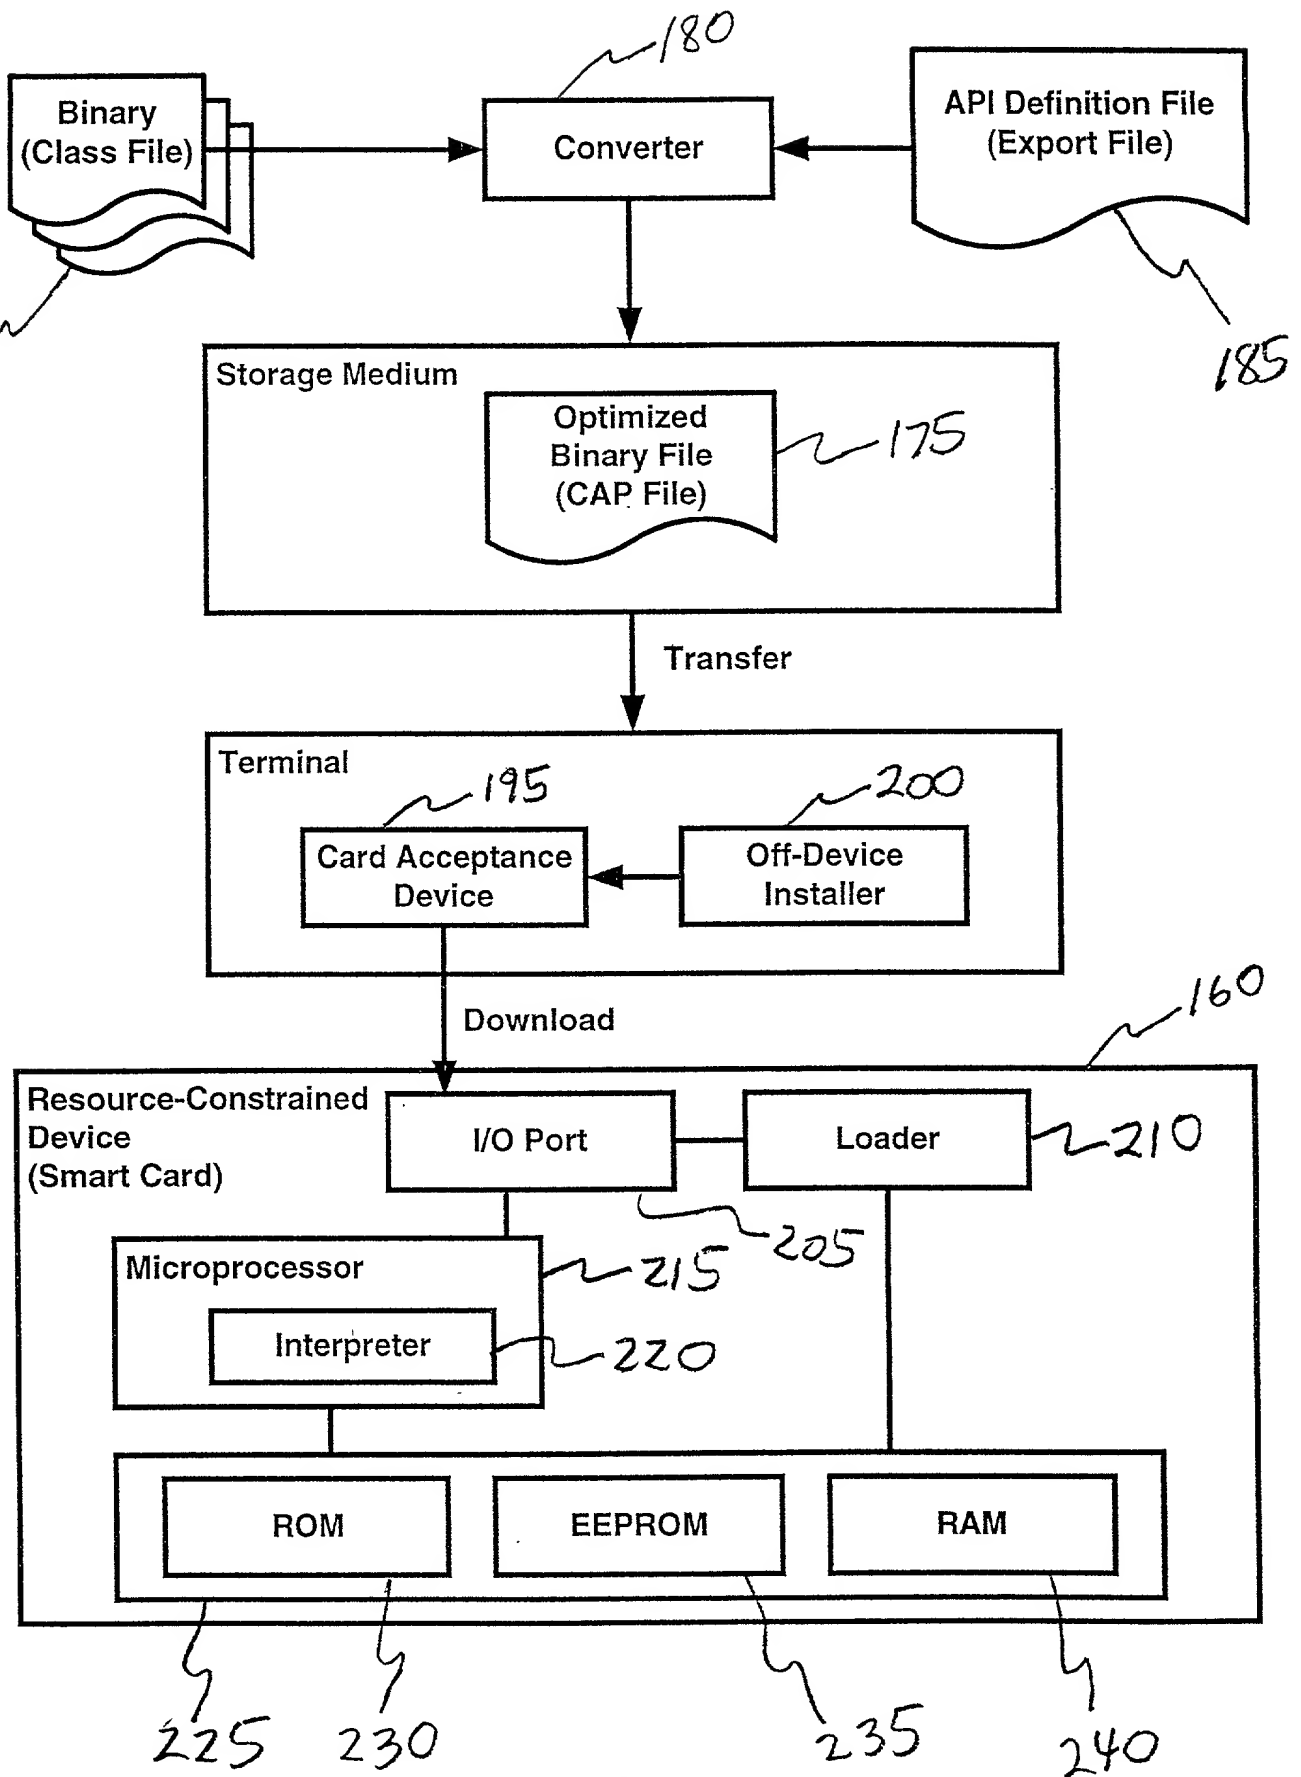 180
Binary
(Class File)
Converter
API Definition File
(Export File)
185
Storage Medium
Optimized
Binary File
(CAP File)
175
Transfer
Terminal
195
200
Card Acceptance
Device
Off-Device
Installer
Download
160
Resource-Constrained
Device
(Smart Card)
I/O Port
Loader
210
205
Microprocessor
215
Interpreter
220
ROM
EEPROM
RAM
225
230
235
240